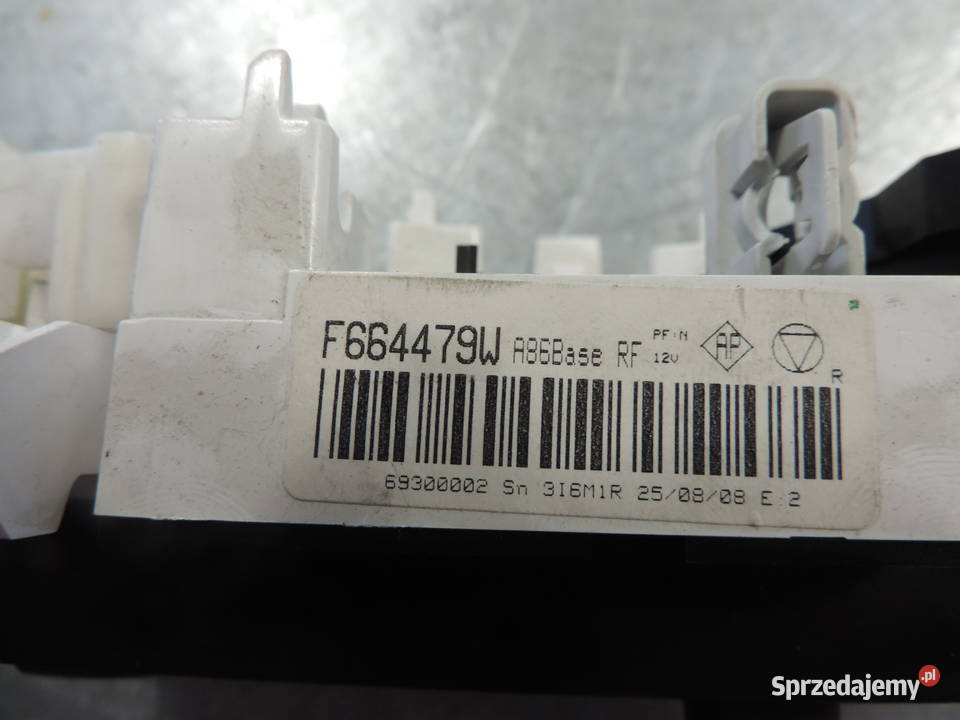 F664479W A86Base RF PF:N 12V AP
R
69300002 Sn 3I6M1R 25/08/08 E:2
Sprzedajemy.pl